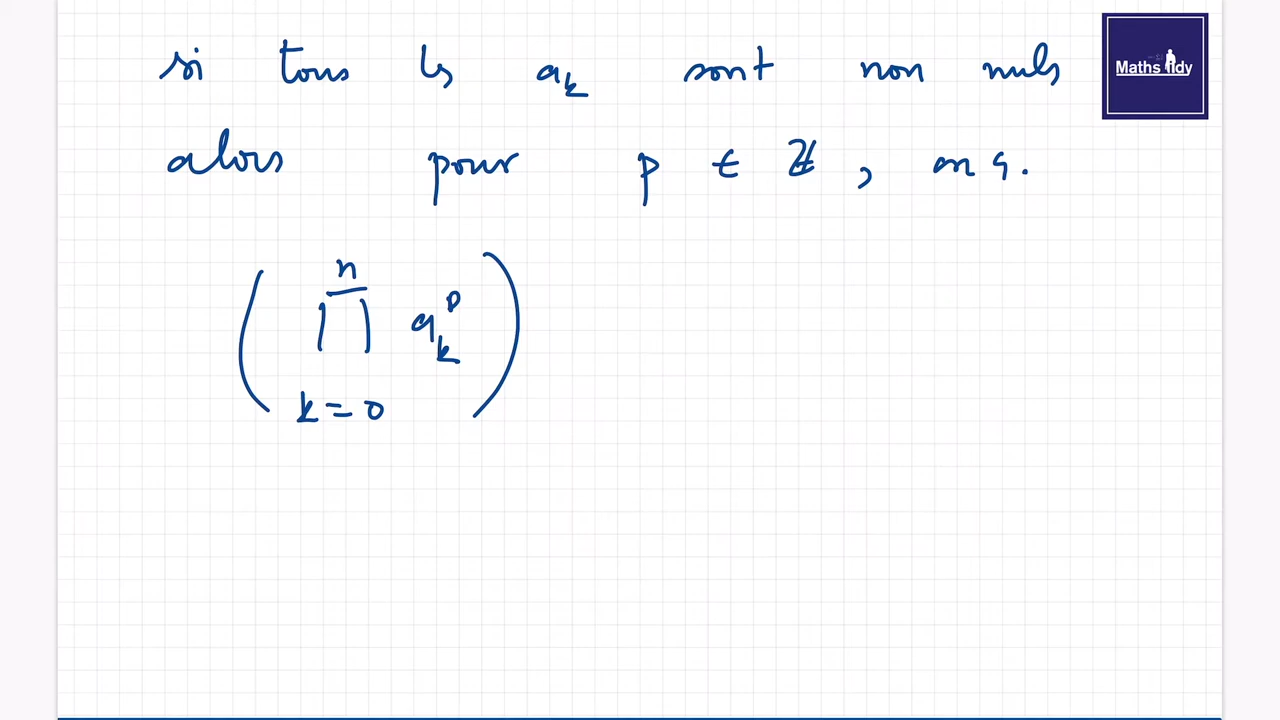 si tous les a_k sont non nuls
Maths Tidy
alors pour p ∈ ℤ, on a.
( ∏_{k=0}^{n} a_k^p )